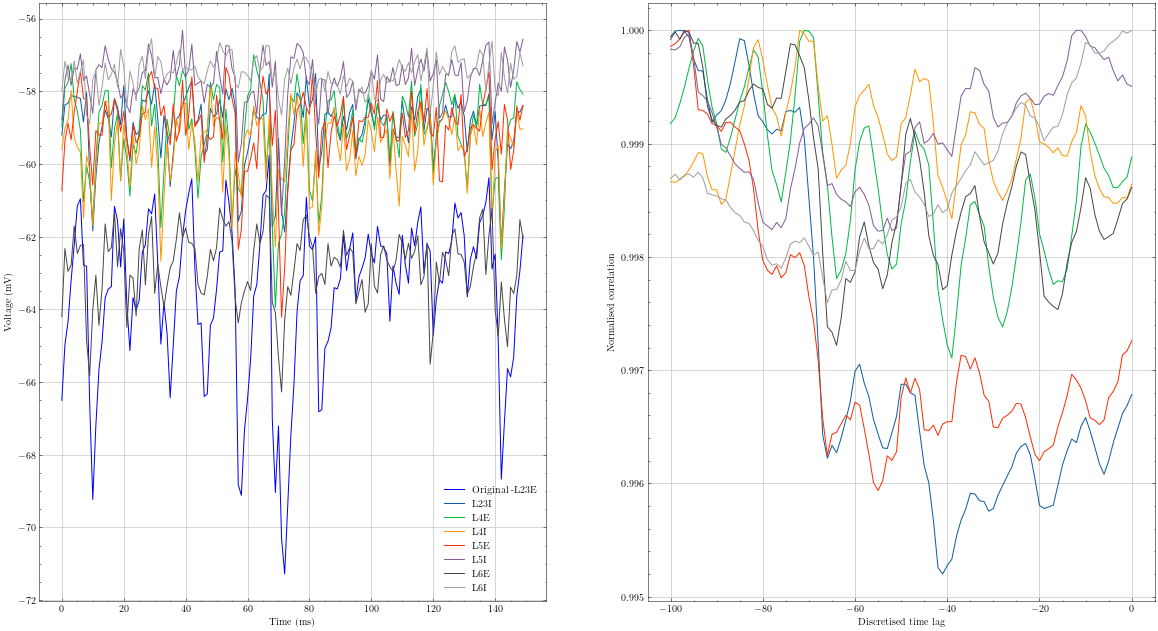 −56
−58
−60
−62
−64
−66
−68
−70
−72
Voltage (mV)
0
20
40
60
80
100
120
140
Time (ms)
Original -L23E
L23I
L4E
L4I
L5E
L5I
L6E
L6I
1.000
0.999
0.998
0.997
0.996
0.995
Normalised correlation
−100
−80
−60
−40
−20
0
Discretised time lag